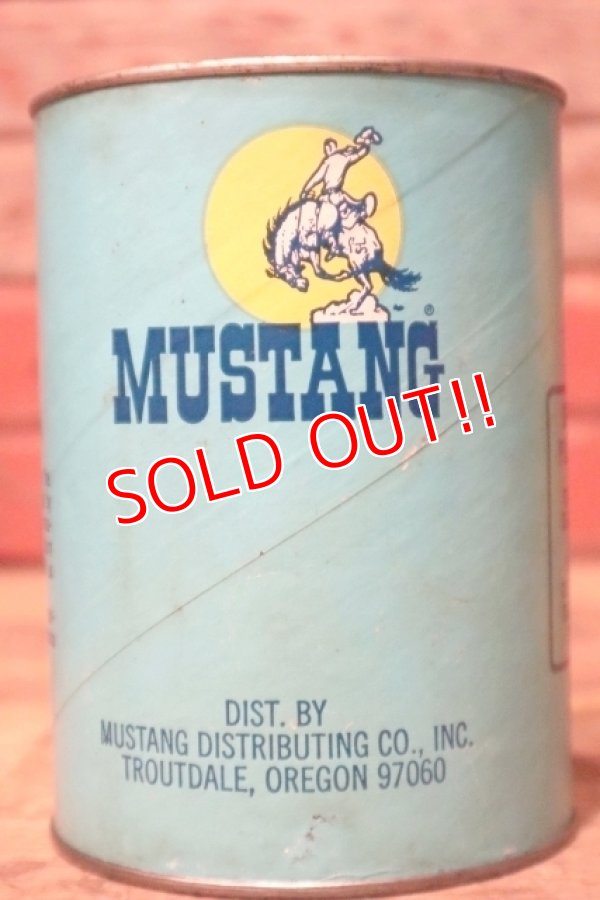 ®
MUSTANG
SOLD OUT!!
DIST. BY
MUSTANG DISTRIBUTING CO., INC.
TROUTDALE, OREGON 97060